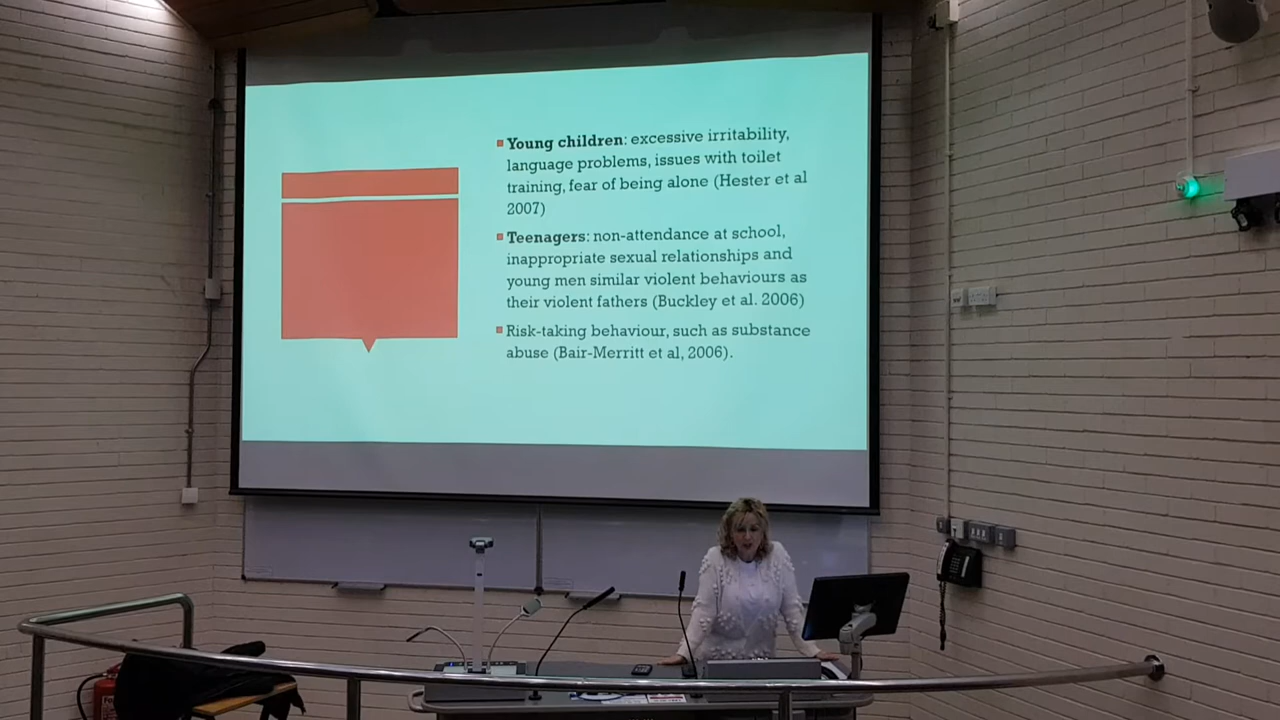 Young children: excessive irritability,
language problems, issues with toilet
training, fear of being alone (Hester et al
2007)
Teenagers: non-attendance at school,
inappropriate sexual relationships and
young men similar violent behaviours as
their violent fathers (Buckley et al. 2006)
Risk-taking behaviour, such as substance
abuse (Bair-Merritt et al, 2006).